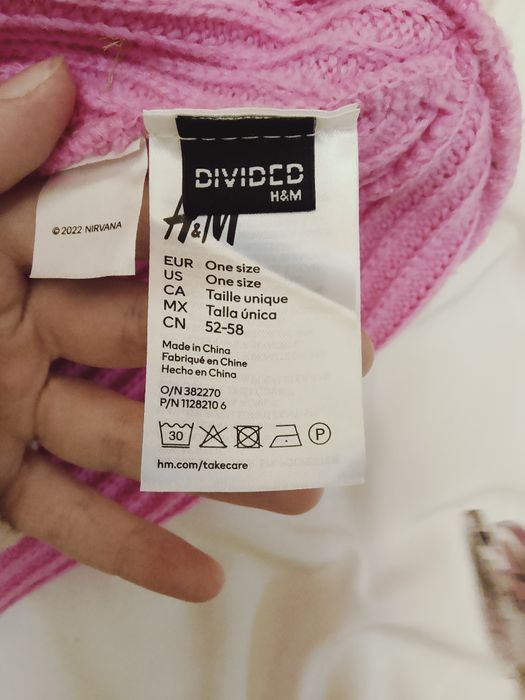 © 2022 NIRVANA
DIVIDED
H&M
H&M
EUR One size
US One size
CA Taille unique
MX Talla única
CN 52-58
Made in China
Fabriqué en Chine
Hecho en China
O/N 382270
P/N 1128210 6
30
P
hm.com/takecare